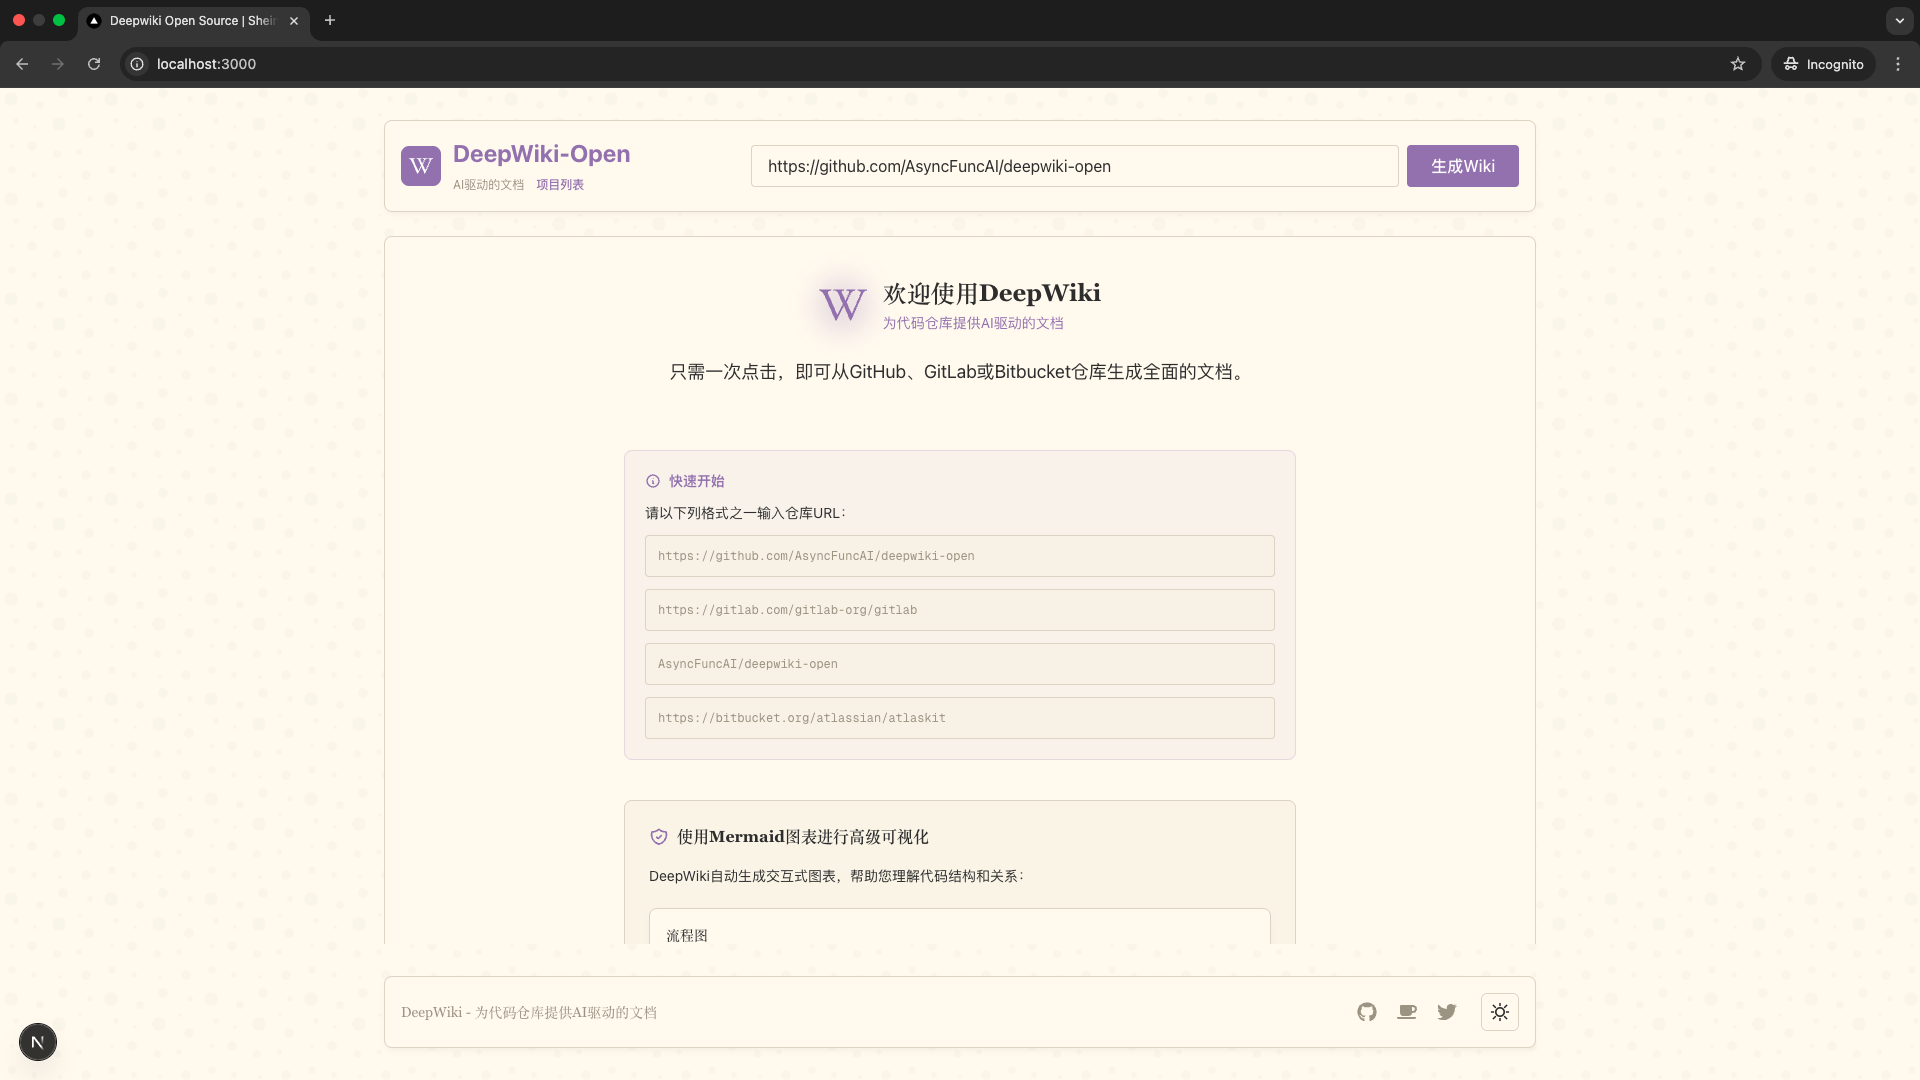 Deepwiki Open Source | Shei
localhost:3000
Incognito
W
DeepWiki-Open
AI驱动的文档 项目列表
https://github.com/AsyncFuncAI/deepwiki-open
生成Wiki
W
欢迎使用DeepWiki
为代码仓库提供AI驱动的文档
只需一次点击，即可从GitHub、GitLab或Bitbucket仓库生成全面的文档。
快速开始
请以下列格式之一输入仓库URL：
https://github.com/AsyncFuncAI/deepwiki-open
https://gitlab.com/gitlab-org/gitlab
AsyncFuncAI/deepwiki-open
https://bitbucket.org/atlassian/atlaskit
使用Mermaid图表进行高级可视化
DeepWiki自动生成交互式图表，帮助您理解代码结构和关系：
流程图
DeepWiki - 为代码仓库提供AI驱动的文档
N